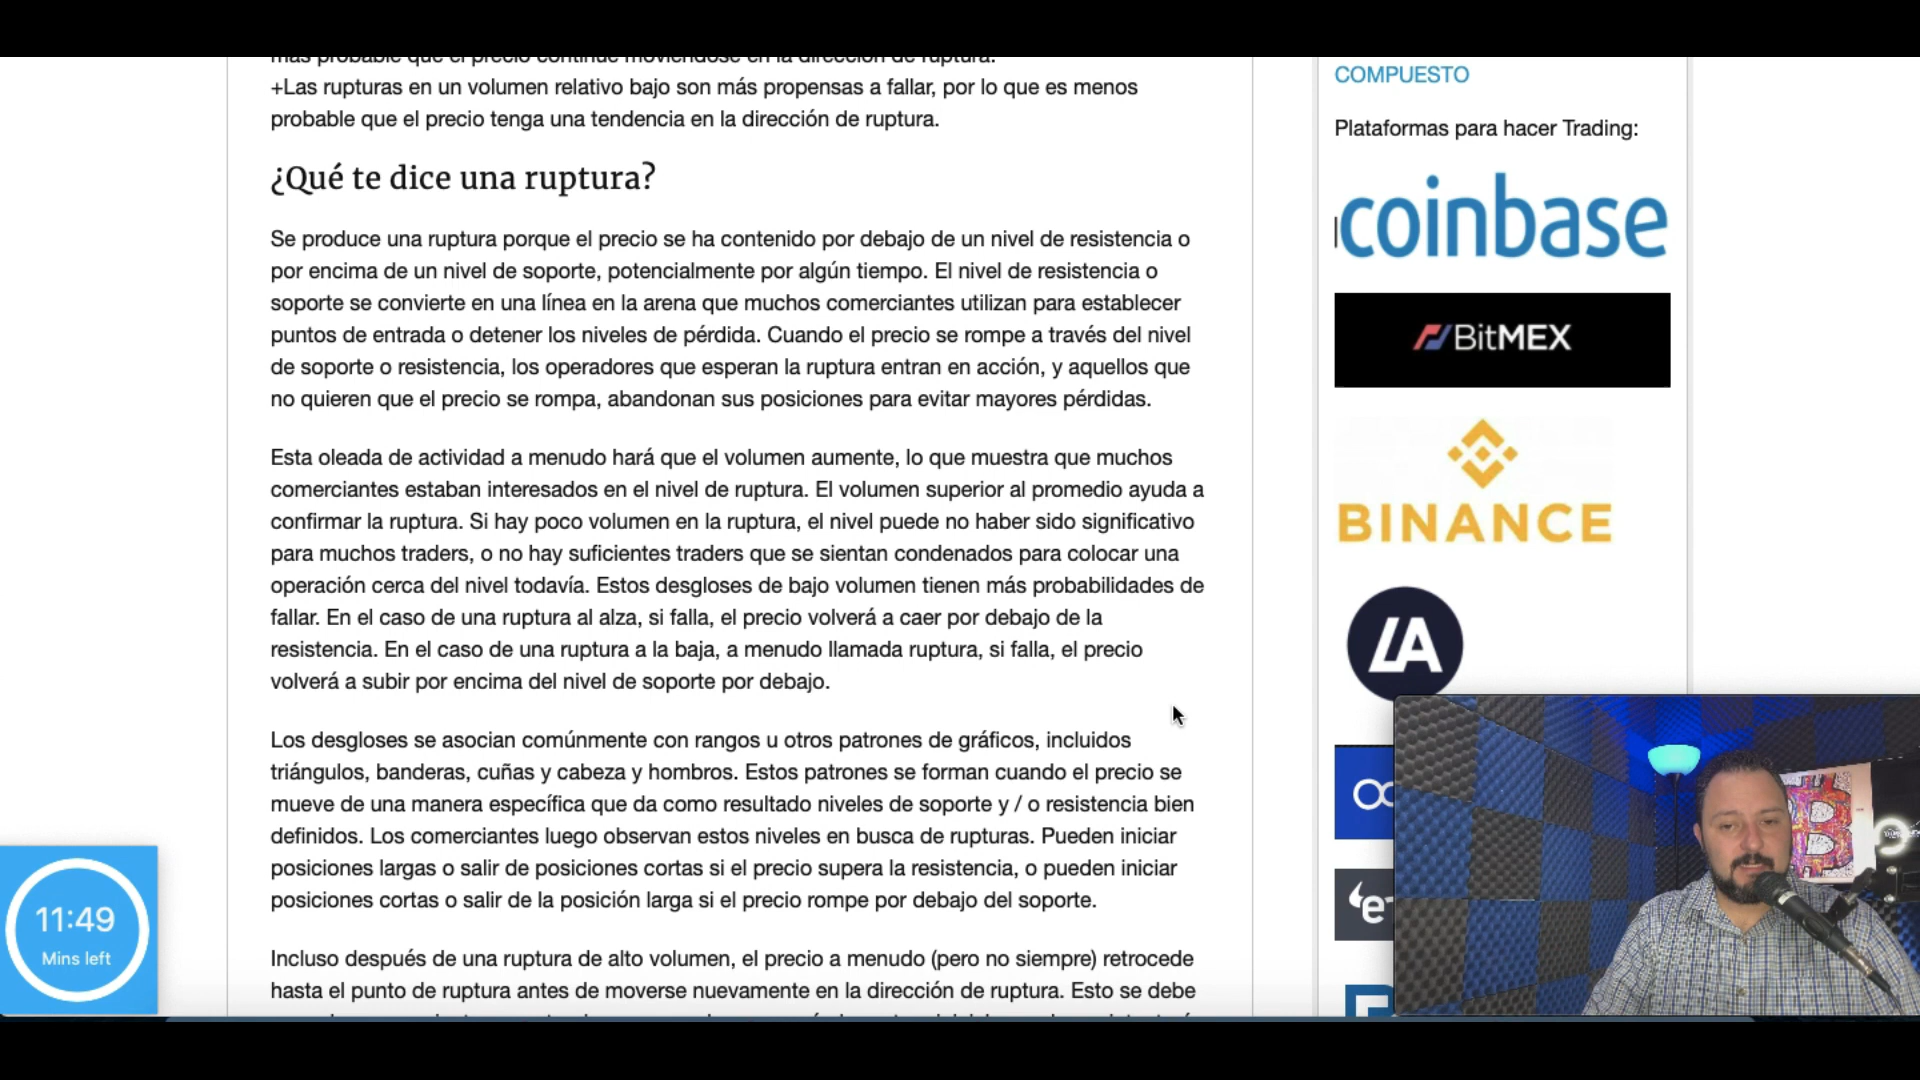 más probable que el precio continúe moviéndose en la dirección de ruptura.
+Las rupturas en un volumen relativo bajo son más propensas a fallar, por lo que es menos
probable que el precio tenga una tendencia en la dirección de ruptura.
¿Qué te dice una ruptura?
Se produce una ruptura porque el precio se ha contenido por debajo de un nivel de resistencia o
por encima de un nivel de soporte, potencialmente por algún tiempo. El nivel de resistencia o
soporte se convierte en una línea en la arena que muchos comerciantes utilizan para establecer
puntos de entrada o detener los niveles de pérdida. Cuando el precio se rompe a través del nivel
de soporte o resistencia, los operadores que esperan la ruptura entran en acción, y aquellos que
no quieren que el precio se rompa, abandonan sus posiciones para evitar mayores pérdidas.
Esta oleada de actividad a menudo hará que el volumen aumente, lo que muestra que muchos
comerciantes estaban interesados en el nivel de ruptura. El volumen superior al promedio ayuda a
confirmar la ruptura. Si hay poco volumen en la ruptura, el nivel puede no haber sido significativo
para muchos traders, o no hay suficientes traders que se sientan condenados para colocar una
operación cerca del nivel todavía. Estos desgloses de bajo volumen tienen más probabilidades de
fallar. En el caso de una ruptura al alza, si falla, el precio volverá a caer por debajo de la
resistencia. En el caso de una ruptura a la baja, a menudo llamada ruptura, si falla, el precio
volverá a subir por encima del nivel de soporte por debajo.
Los desgloses se asocian comúnmente con rangos u otros patrones de gráficos, incluidos
triángulos, banderas, cuñas y cabeza y hombros. Estos patrones se forman cuando el precio se
mueve de una manera específica que da como resultado niveles de soporte y / o resistencia bien
definidos. Los comerciantes luego observan estos niveles en busca de rupturas. Pueden iniciar
posiciones largas o salir de posiciones cortas si el precio supera la resistencia, o pueden iniciar
posiciones cortas o salir de la posición larga si el precio rompe por debajo del soporte.
Incluso después de una ruptura de alto volumen, el precio a menudo (pero no siempre) retrocede
hasta el punto de ruptura antes de moverse nuevamente en la dirección de ruptura. Esto se debe
COMPUESTO
Plataformas para hacer Trading:
coinbase
BitMEX
BINANCE
LA
e
11:49
Mins left